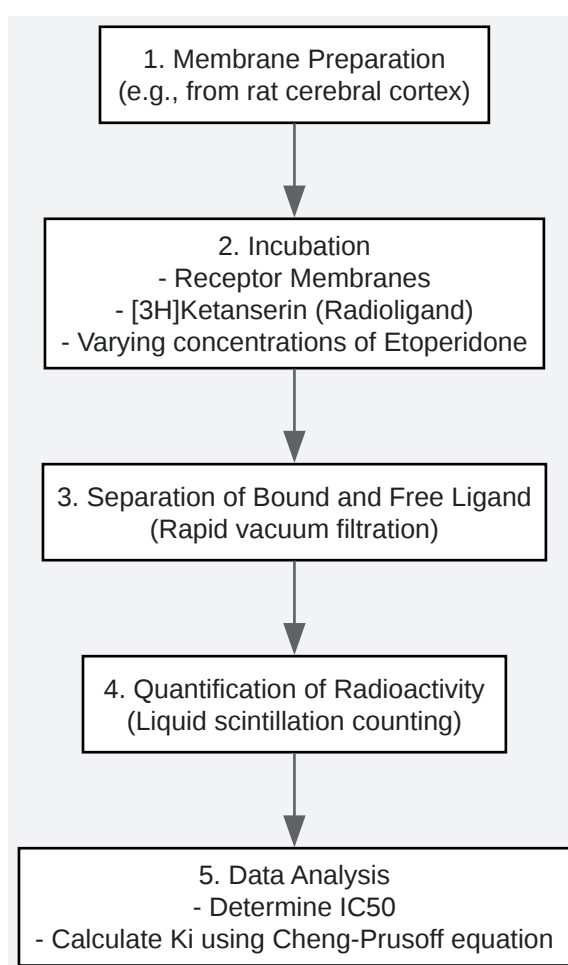 1. Membrane Preparation
(e.g., from rat cerebral cortex)
2. Incubation
- Receptor Membranes
- [3H]Ketanserin (Radioligand)
- Varying concentrations of Etoperidone
3. Separation of Bound and Free Ligand
(Rapid vacuum filtration)
4. Quantification of Radioactivity
(Liquid scintillation counting)
5. Data Analysis
- Determine IC50
- Calculate Ki using Cheng-Prusoff equation